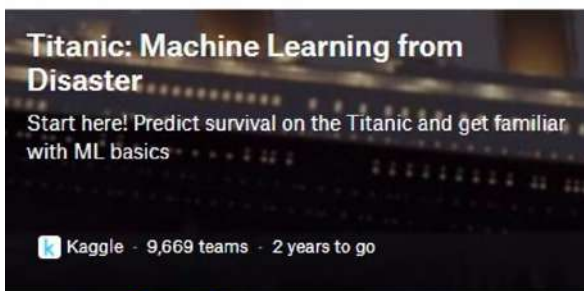 Titanic: Machine Learning from
Disaster
Start here! Predict survival on the Titanic and get familiar
with ML basics
k Kaggle · 9,669 teams · 2 years to go